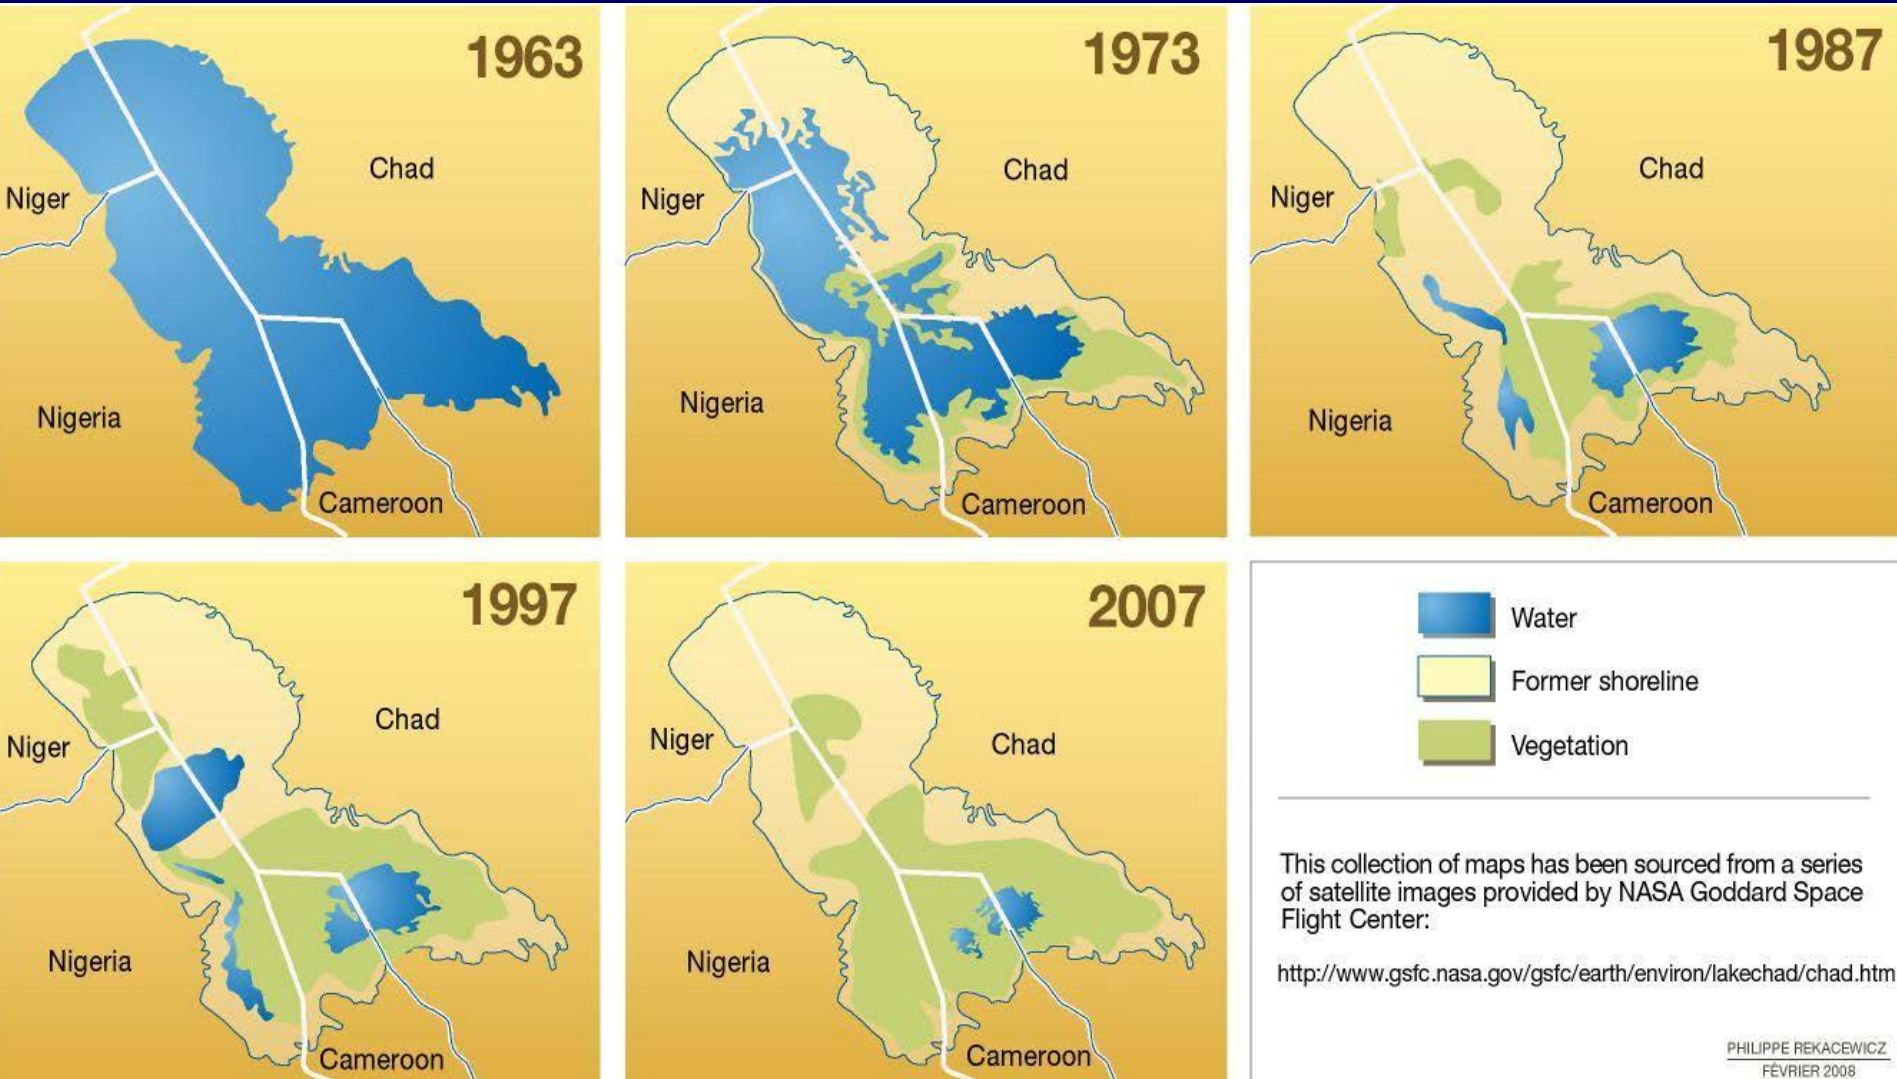 1963
Chad
Niger
Nigeria
Cameroon
1973
Chad
Niger
Nigeria
Cameroon
1987
Chad
Niger
Nigeria
Cameroon
1997
Chad
Niger
Nigeria
Cameroon
2007
Chad
Niger
Nigeria
Cameroon
Water
Former shoreline
Vegetation
This collection of maps has been sourced from a series
of satellite images provided by NASA Goddard Space
Flight Center:
http://www.gsfc.nasa.gov/gsfc/earth/environ/lakechad/chad.htm
PHILIPPE REKACEWICZ
FÉVRIER 2008